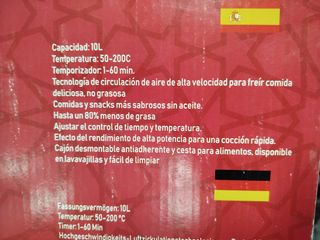 Capacidad: 10L
Temperatura: 50-200C
Temporizador: 1-60 min.
Tecnología de circulación de aire de alta velocidad para freír comida
deliciosa, no grasosa
Comidas y snacks más sabrosos sin aceite.
Hasta un 80% menos de grasa
Ajustar el control de tiempo y temperatura.
Efecto del rendimiento de alta potencia para una cocción rápida.
Cajón desmontable antiadherente y cesta para alimentos, disponible
en lavavajillas y fácil de limpiar
Fassungsvermögen: 10L
Temperatur: 50-200 °C
Timer: 1-60 Min
Hochgeschwindigkeits-Luftzirkulationstechnologie